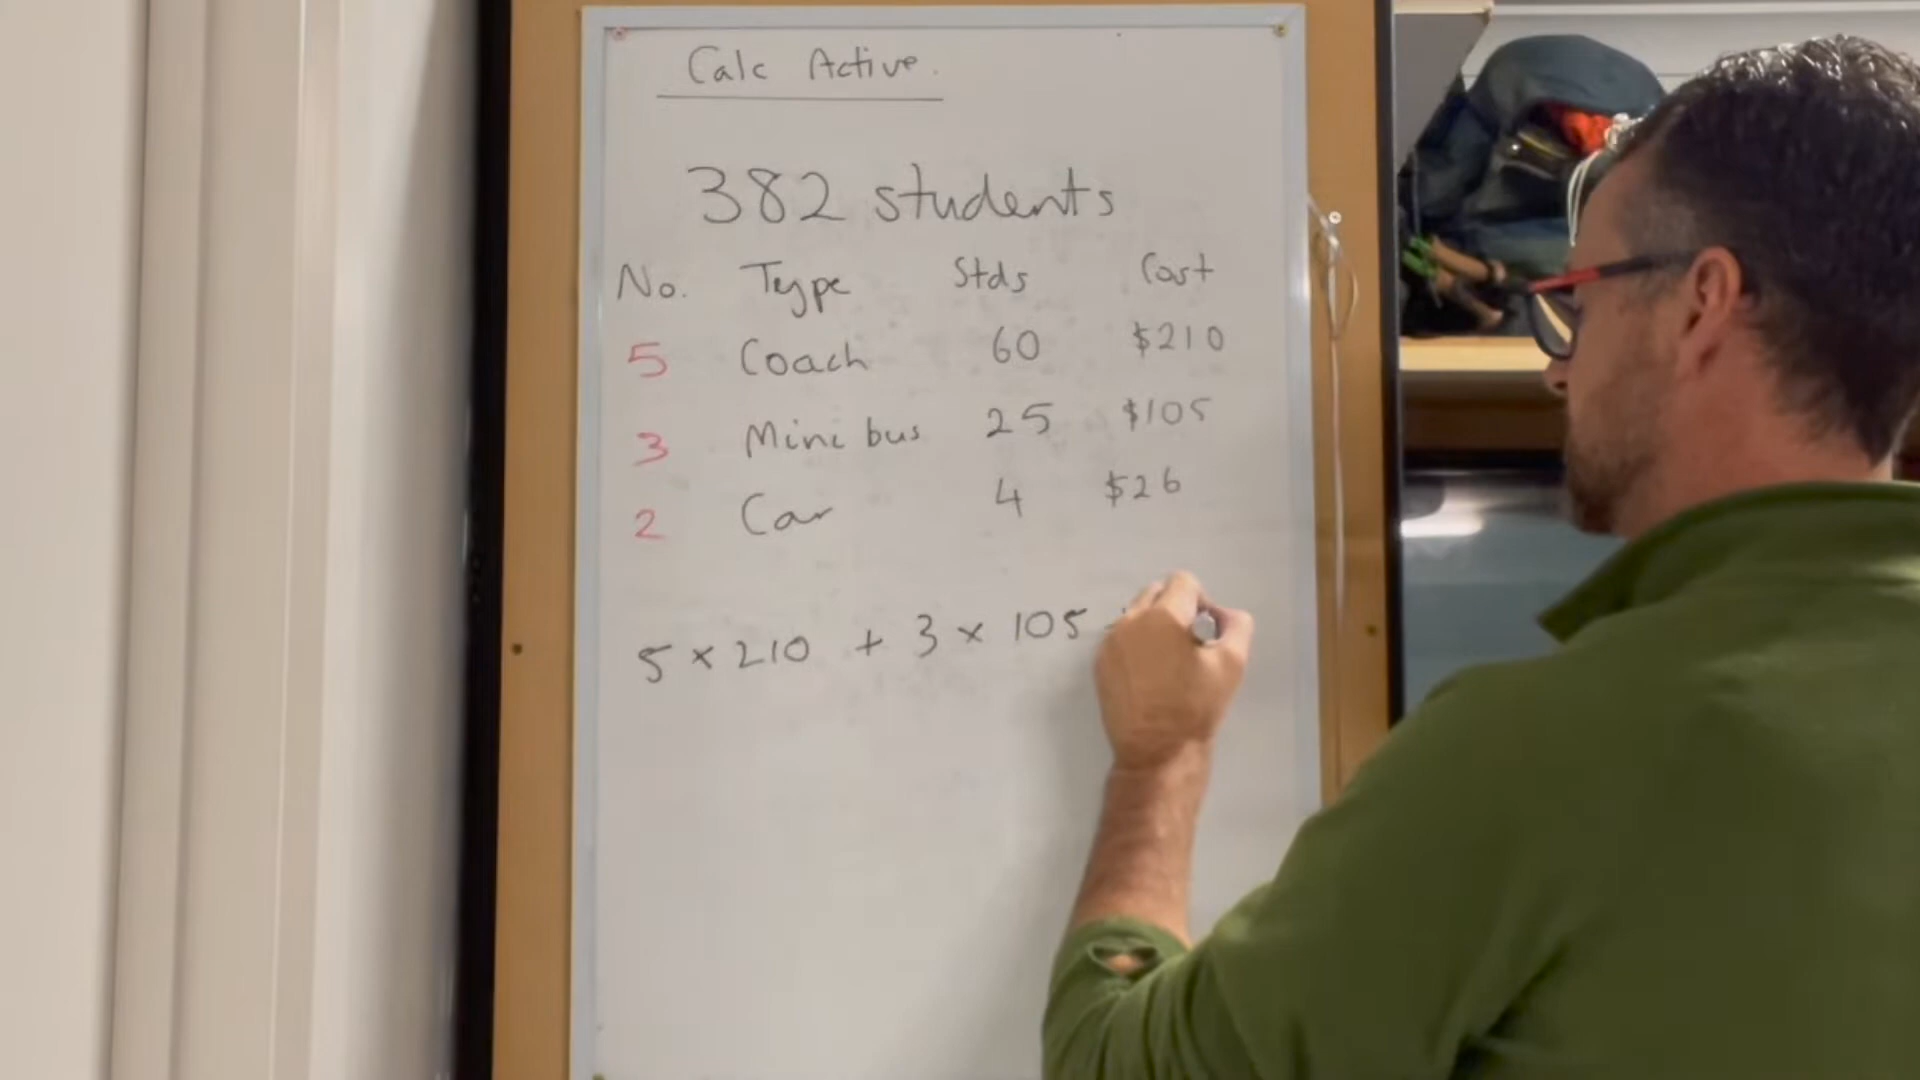 Calc Active.
382 students
No. Type Stds Cost
5 Coach 60 $210
3 Mini bus 25 $105
2 Car 4 $26
5 × 210 + 3 × 105